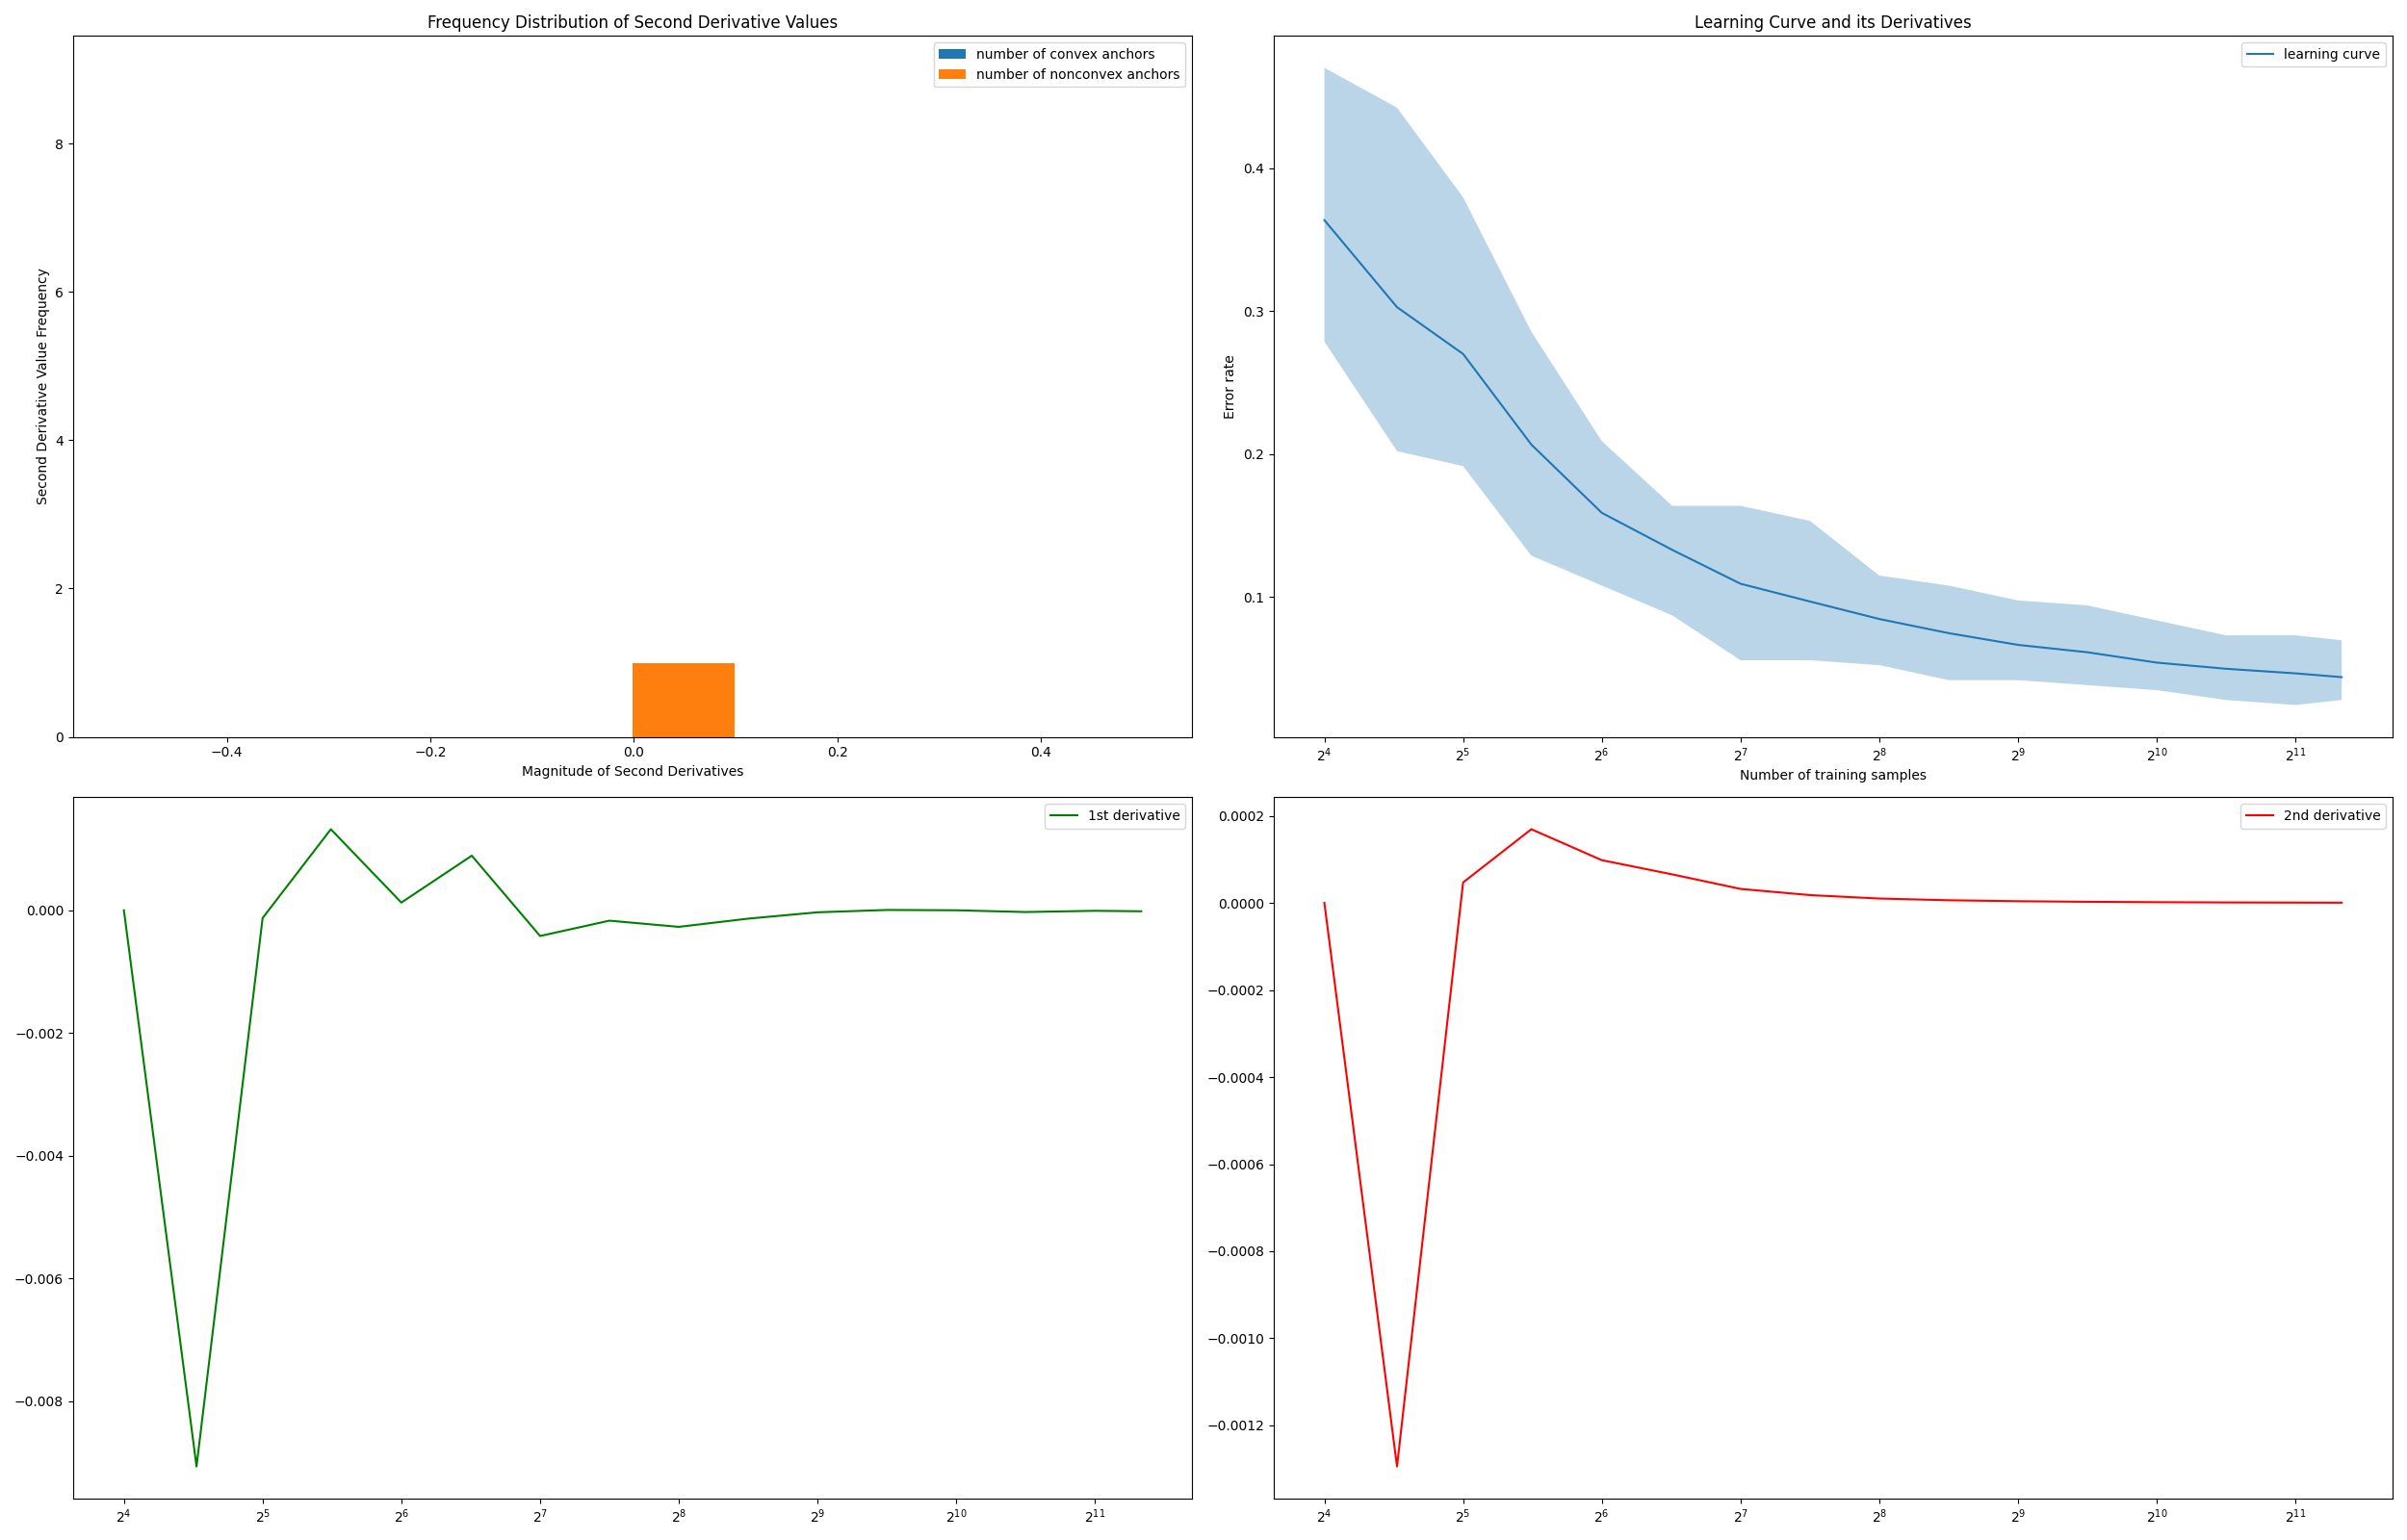 Frequency Distribution of Second Derivative Values
number of convex anchors
number of nonconvex anchors
Second Derivative Value Frequency
8
6
4
2
0
−0.4 −0.2 0.0 0.2 0.4
Magnitude of Second Derivatives
Learning Curve and its Derivatives
learning curve
Error rate
0.4
0.3
0.2
0.1
2^4 2^5 2^6 2^7 2^8 2^9 2^10 2^11
Number of training samples
1st derivative
0.000
−0.002
−0.004
−0.006
−0.008
2^4 2^5 2^6 2^7 2^8 2^9 2^10 2^11
2nd derivative
0.0002
0.0000
−0.0002
−0.0004
−0.0006
−0.0008
−0.0010
−0.0012
2^4 2^5 2^6 2^7 2^8 2^9 2^10 2^11